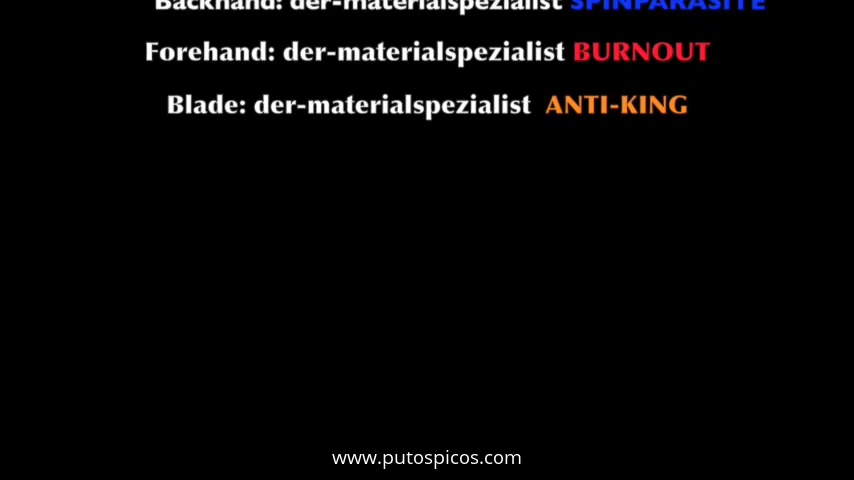 Backhand: der-materialspezialist SPINPARASITE
Forehand: der-materialspezialist BURNOUT
Blade: der-materialspezialist ANTI-KING
www.putospicos.com